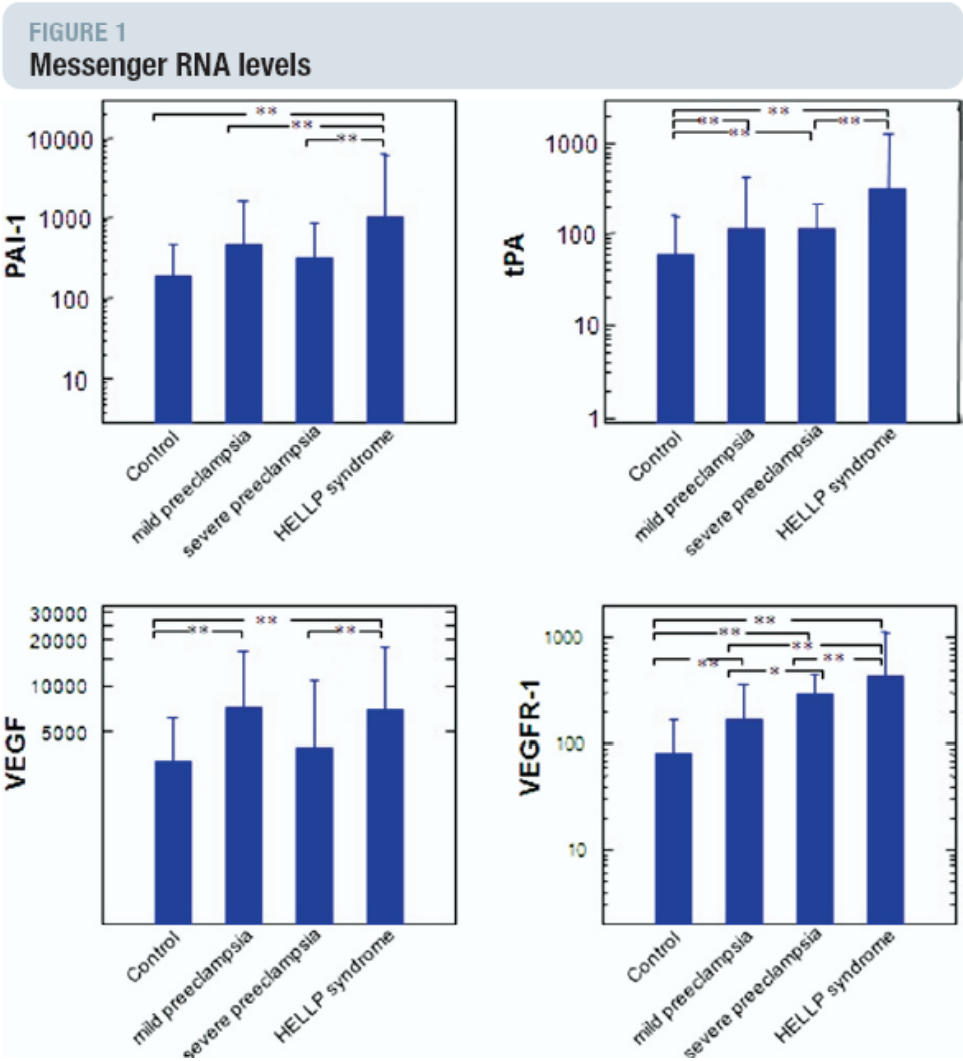 FIGURE 1
Messenger RNA levels
PAI-1
10000
1000
100
10
**
**
**
Control
mild preeclampsia
severe preeclampsia
HELLP syndrome
tPA
1000
100
10
1
**
**
**
**
Control
mild preeclampsia
severe preeclampsia
HELLP syndrome
VEGF
30000
20000
10000
5000
**
**
**
Control
mild preeclampsia
severe preeclampsia
HELLP syndrome
VEGFR-1
1000
100
10
**
**
**
**
**
*
Control
mild preeclampsia
severe preeclampsia
HELLP syndrome